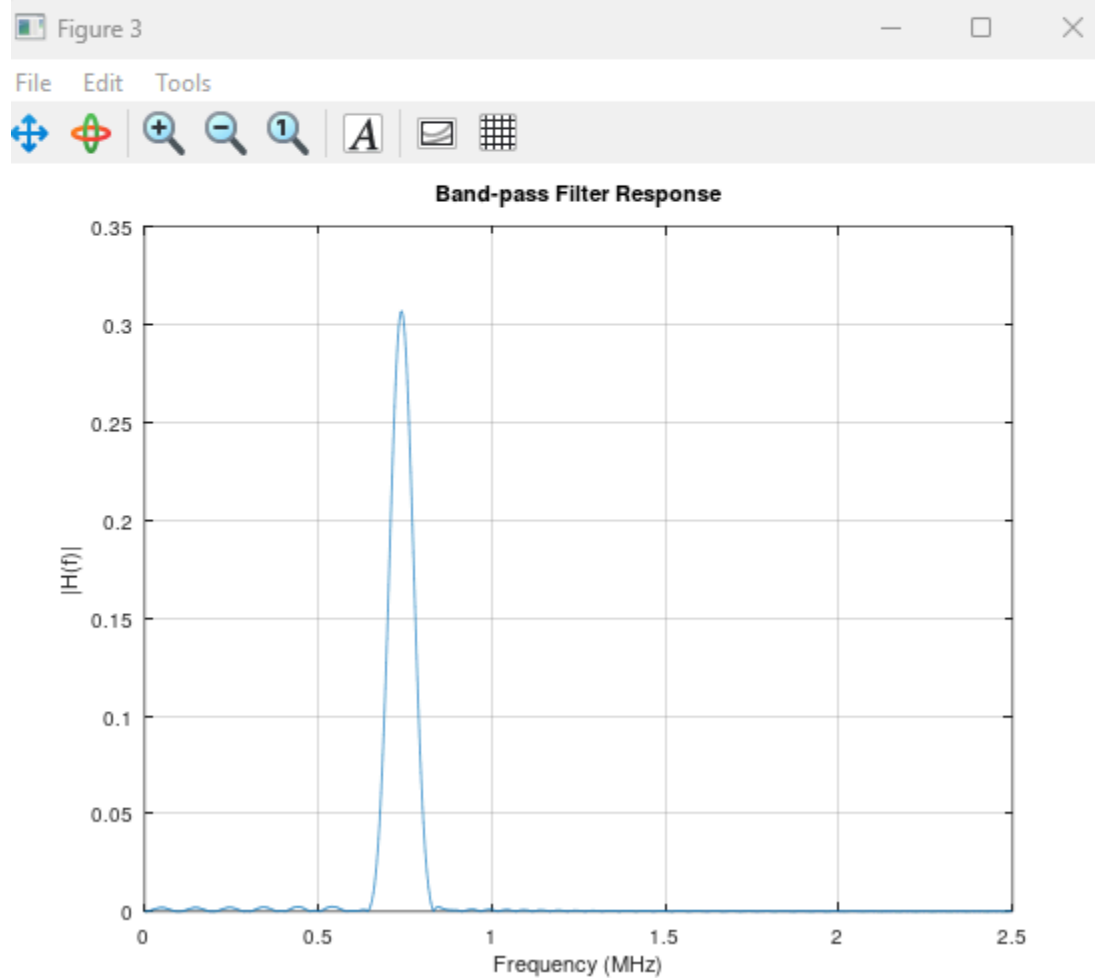 Figure 3
File Edit Tools
1 A
Band-pass Filter Response
0.35
0.3
0.25
0.2
0.15
0.1
0.05
0
|H(f)|
0 0.5 1 1.5 2 2.5
Frequency (MHz)